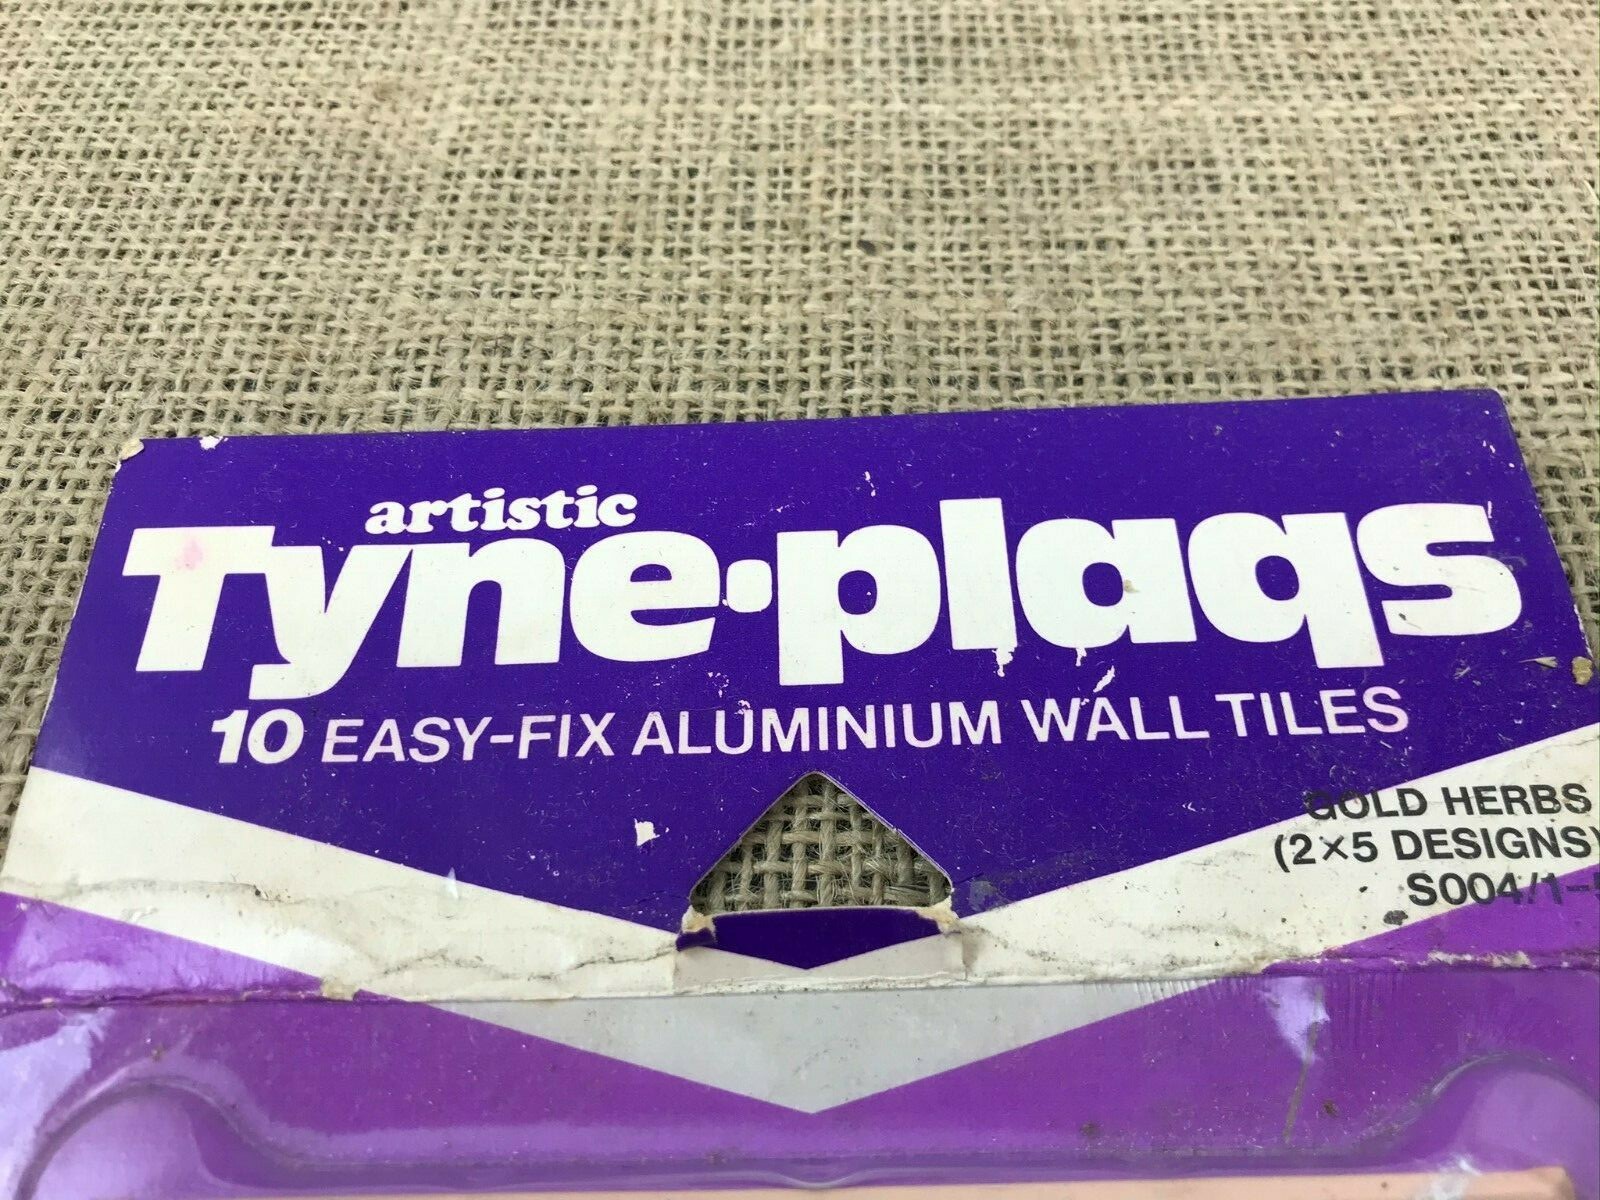 artistic
Tyne·plaqs
10 EASY-FIX ALUMINIUM WALL TILES
GOLD HERBS
(2×5 DESIGNS)
S004/1-